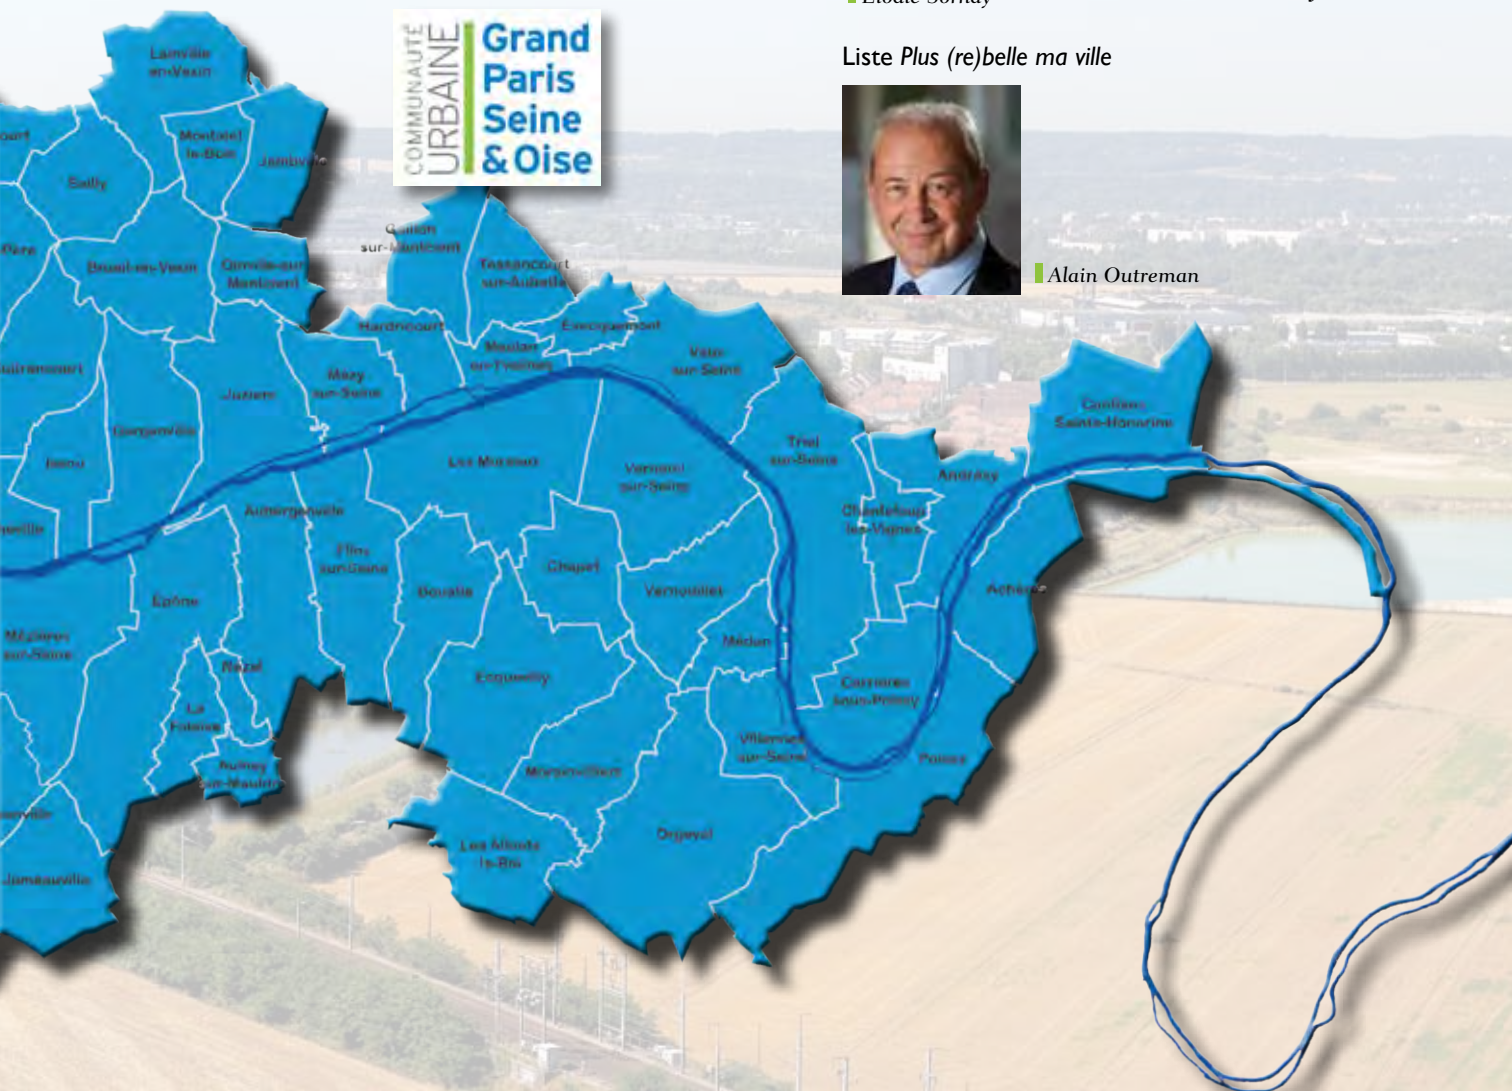 Elodie Sornay
Liste Plus (re)belle ma ville
Alain Outreman
COMMUNAUTÉ
URBAINE
Grand
Paris
Seine
& Oise
Lainville
en-Vexin
Montalet
le-Bois
Jambville
Sailly
Brueil-en-Vexin
Oinville-sur
Montcient
Gaillon
sur-Montcient
Tessancourt
sur-Aubette
Hardricourt
Évecquemont
Meulan
en-Yvelines
Vaux
sur-Seine
Mézy
sur-Seine
Juziers
Gargenville
Issou
Les Mureaux
Verneuil
sur-Seine
Triel
sur-Seine
Conflans
Sainte-Honorine
Andrésy
Chanteloup
les-Vignes
Aubergenville
Flins
sur-Seine
Bouafle
Chapet
Vernouillet
Achères
Épône
Mézières
sur-Seine
Médan
Nézel
Ecquevilly
Carrières
sous-Poissy
La
Falaise
Villennes
sur-Seine
Poissy
Aulnay
sur-Mauldre
Morainvilliers
Orgeval
Les Alluets
le-Roi
Jumeauville